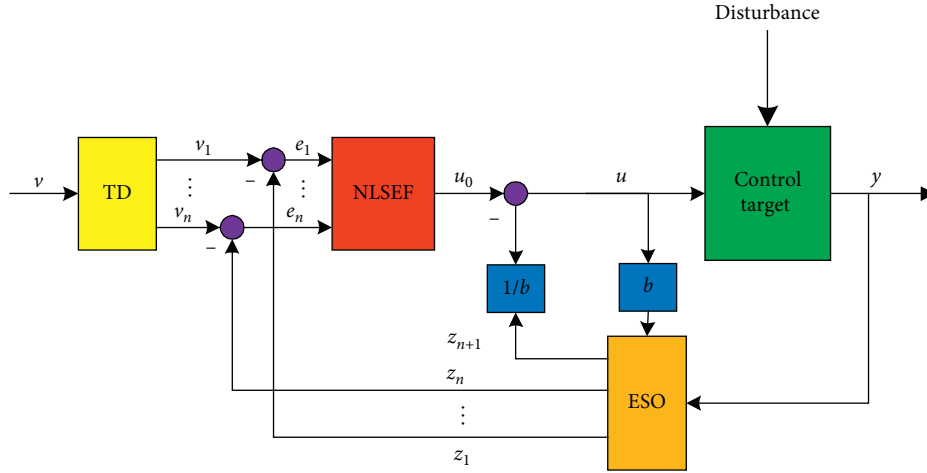 Disturbance
v
TD
v₁
⋮
vₙ
−
−
e₁
⋮
eₙ
NLSEF
u₀
−
u
Control
target
y
1/b
b
zₙ₊₁
zₙ
⋮
z₁
ESO